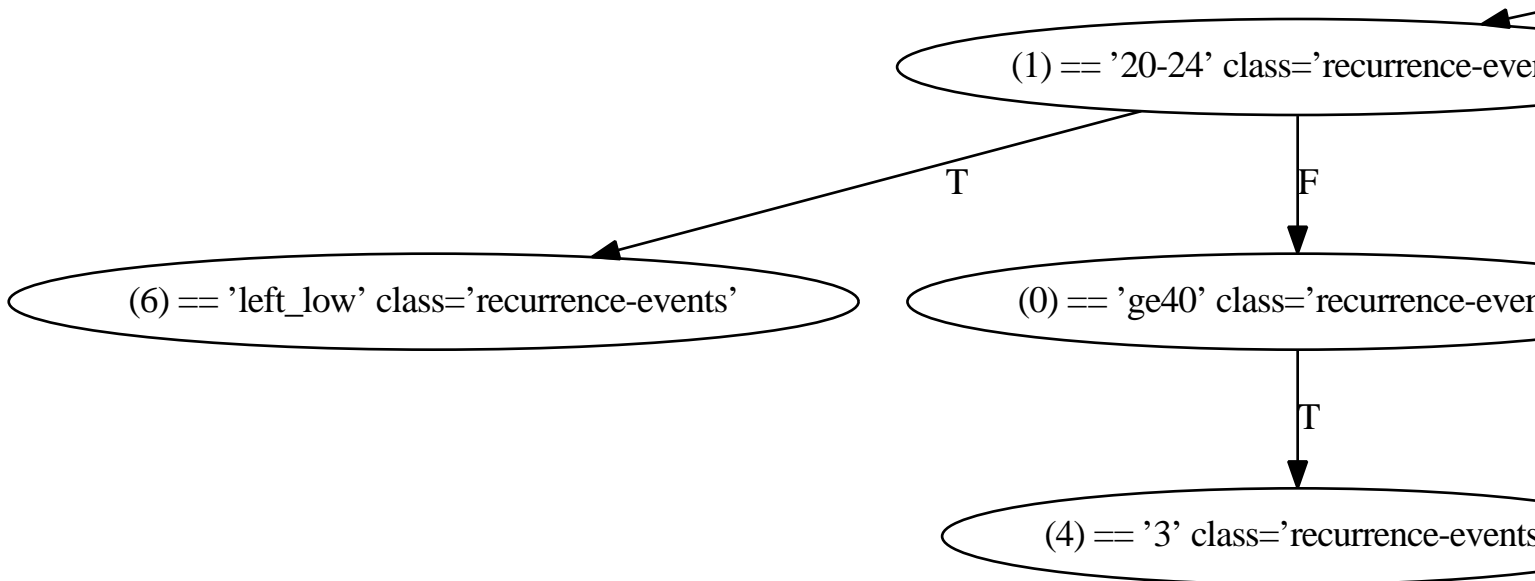 (1) == ’20-24’ class=’recurrence-even
T
F
(6) == ’left_low’ class=’recurrence-events’
(0) == ’ge40’ class=’recurrence-even
T
(4) == ’3’ class=’recurrence-events